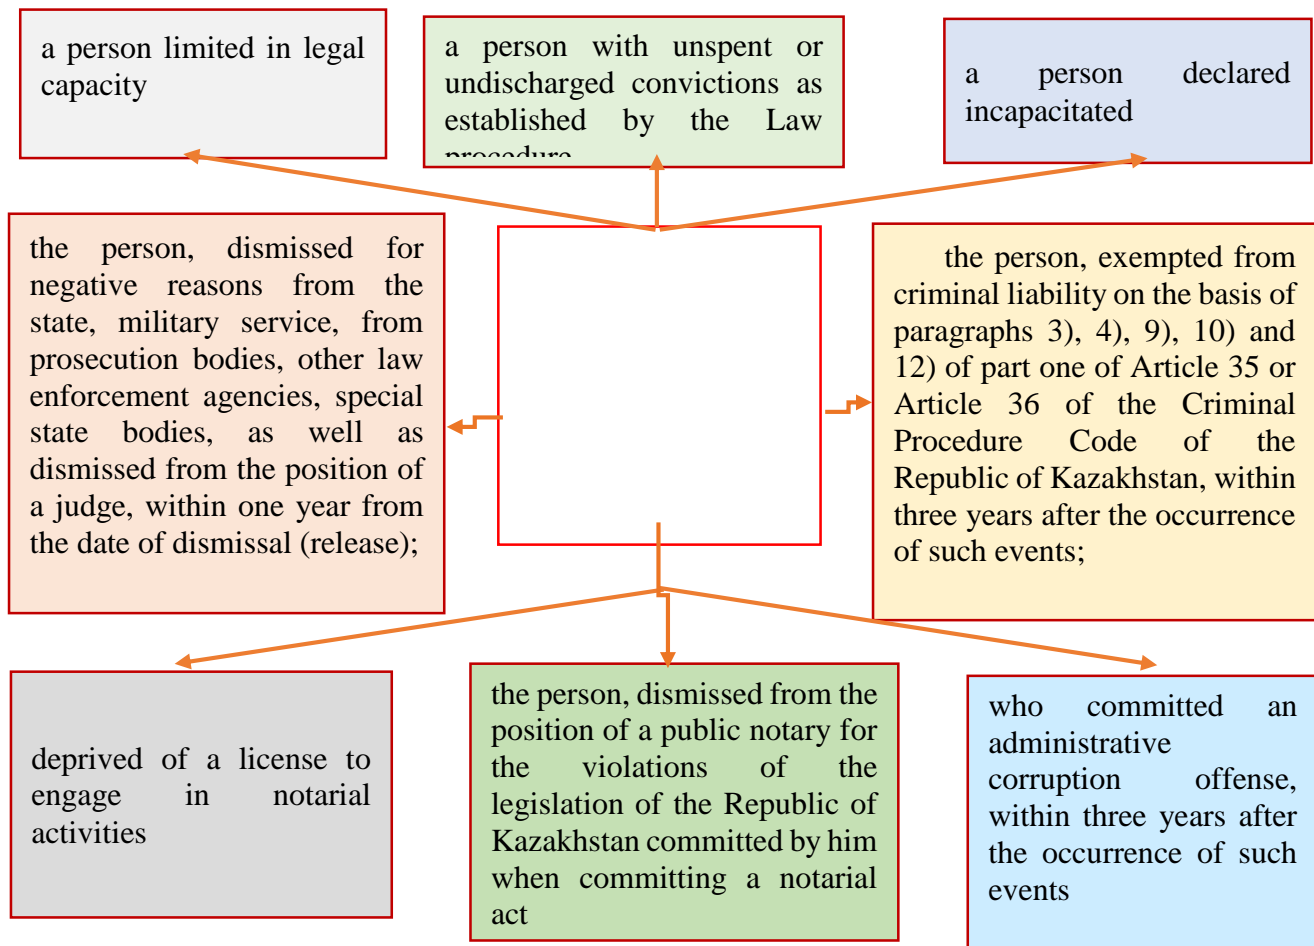 a person limited in legal
capacity
a person with unspent or
undischarged convictions as
established by the Law
procedure
a person declared
incapacitated
the person, dismissed for
negative reasons from the
state, military service, from
prosecution bodies, other law
enforcement agencies, special
state bodies, as well as
dismissed from the position of
a judge, within one year from
the date of dismissal (release);
the person, exempted from
criminal liability on the basis of
paragraphs 3), 4), 9), 10) and
12) of part one of Article 35 or
Article 36 of the Criminal
Procedure Code of the
Republic of Kazakhstan, within
three years after the occurrence
of such events;
deprived of a license to
engage in notarial
activities
the person, dismissed from the
position of a public notary for
the violations of the
legislation of the Republic of
Kazakhstan committed by him
when committing a notarial
act
who committed an
administrative
corruption offense,
within three years after
the occurrence of such
events